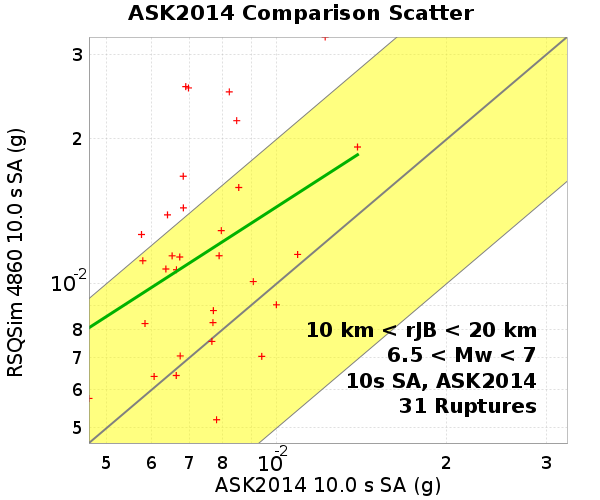 ASK2014 Comparison Scatter
RSQSim 4860 10.0 s SA (g)
3
2
10⁻²
8
7
6
5
10 km < rJB < 20 km
6.5 < Mw < 7
10s SA, ASK2014
31 Ruptures
5 6 7 8 10⁻² 2 3
ASK2014 10.0 s SA (g)